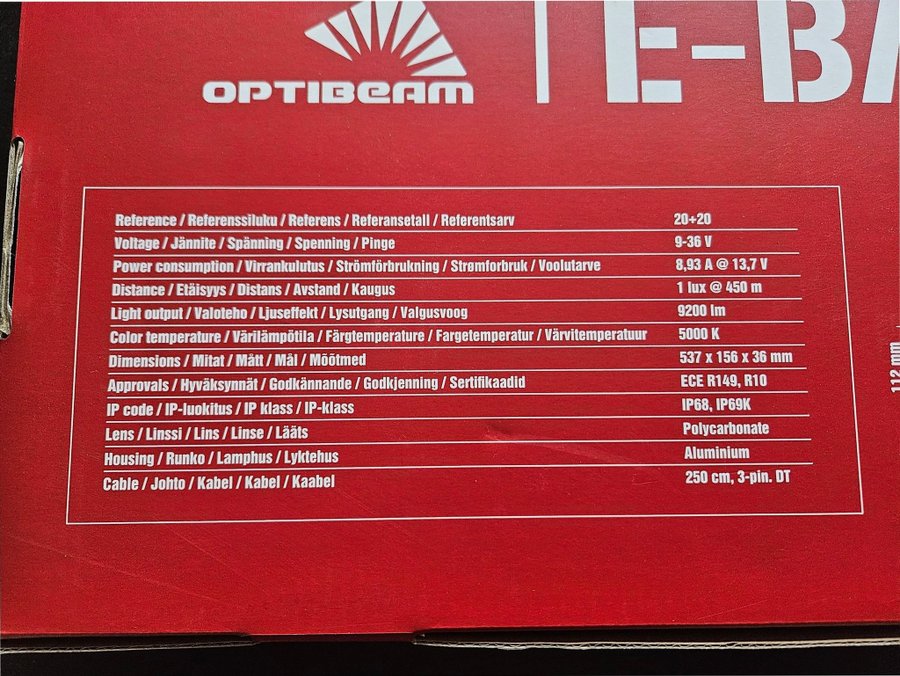 OPTIBEAM
E-BA
Reference / Referenssiluku / Referens / Referansetall / Referentsarv 20+20
Voltage / Jännite / Spänning / Spenning / Pinge 9-36 V
Power consumption / Virrankulutus / Strömförbrukning / Strømforbruk / Voolutarve 8,93 A @ 13,7 V
Distance / Etäisyys / Distans / Avstand / Kaugus 1 lux @ 450 m
Light output / Valoteho / Ljuseffekt / Lysutgang / Valgusvoog 9200 lm
Color temperature / Värilämpötila / Färgtemperature / Fargetemperatur / Värvitemperatuur 5000 K
Dimensions / Mitat / Mått / Mål / Mõõtmed 537 x 156 x 36 mm
Approvals / Hyväksynnät / Godkännande / Godkjenning / Sertifikaadid ECE R149, R10
IP code / IP-luokitus / IP klass / IP-klass IP68, IP69K
Lens / Linssi / Lins / Linse / Lääts Polycarbonate
Housing / Runko / Lamphus / Lyktehus Aluminium
Cable / Johto / Kabel / Kabel / Kaabel 250 cm, 3-pin. DT
112 mm